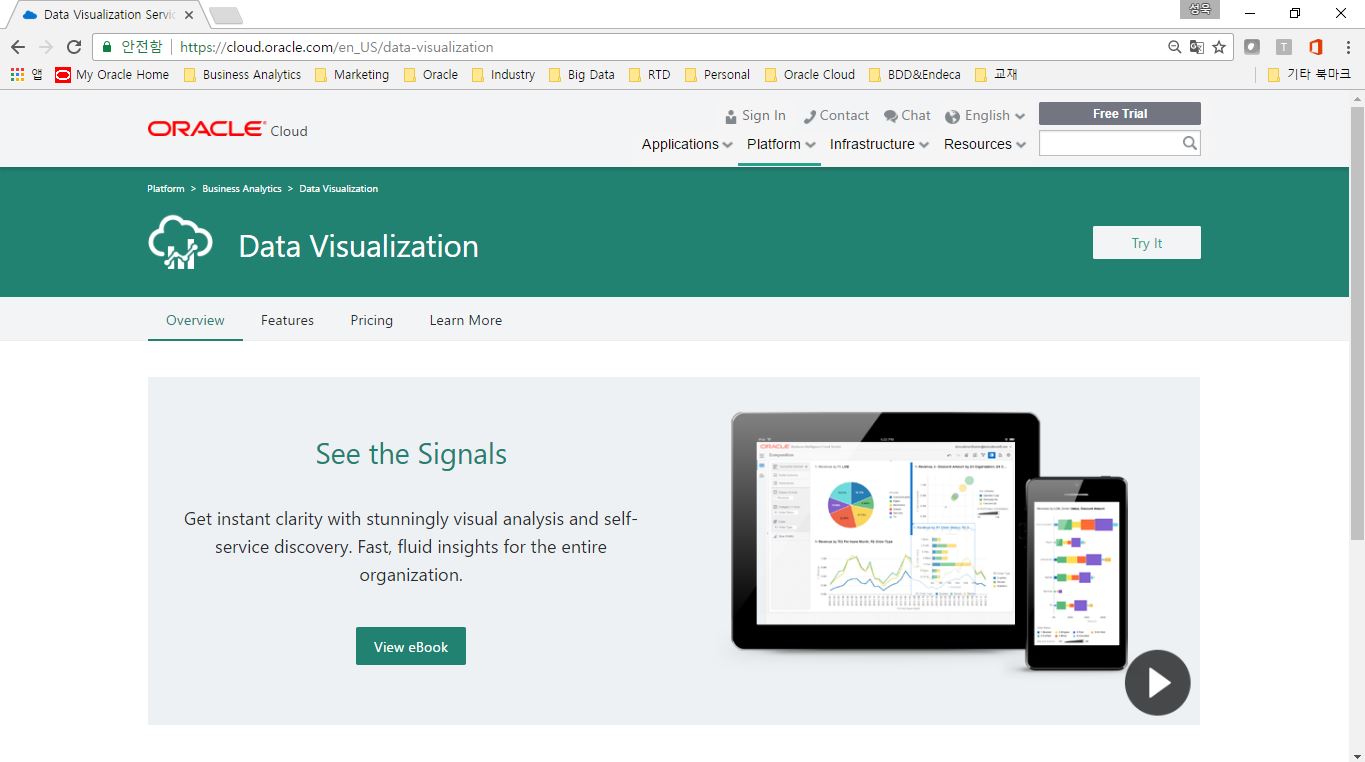 Data Visualization Servic
성욱
안전함 https://cloud.oracle.com/en_US/data-visualization
앱 My Oracle Home Business Analytics Marketing Oracle Industry Big Data RTD Personal Oracle Cloud BDD&Endeca 교재 기타 북마크
Sign In Contact Chat English Free Trial
ORACLE Cloud
Applications Platform Infrastructure Resources
Platform > Business Analytics > Data Visualization
Data Visualization
Try It
Overview Features Pricing Learn More
See the Signals
Get instant clarity with stunningly visual analysis and self-
service discovery. Fast, fluid insights for the entire
organization.
View eBook
ORACLE